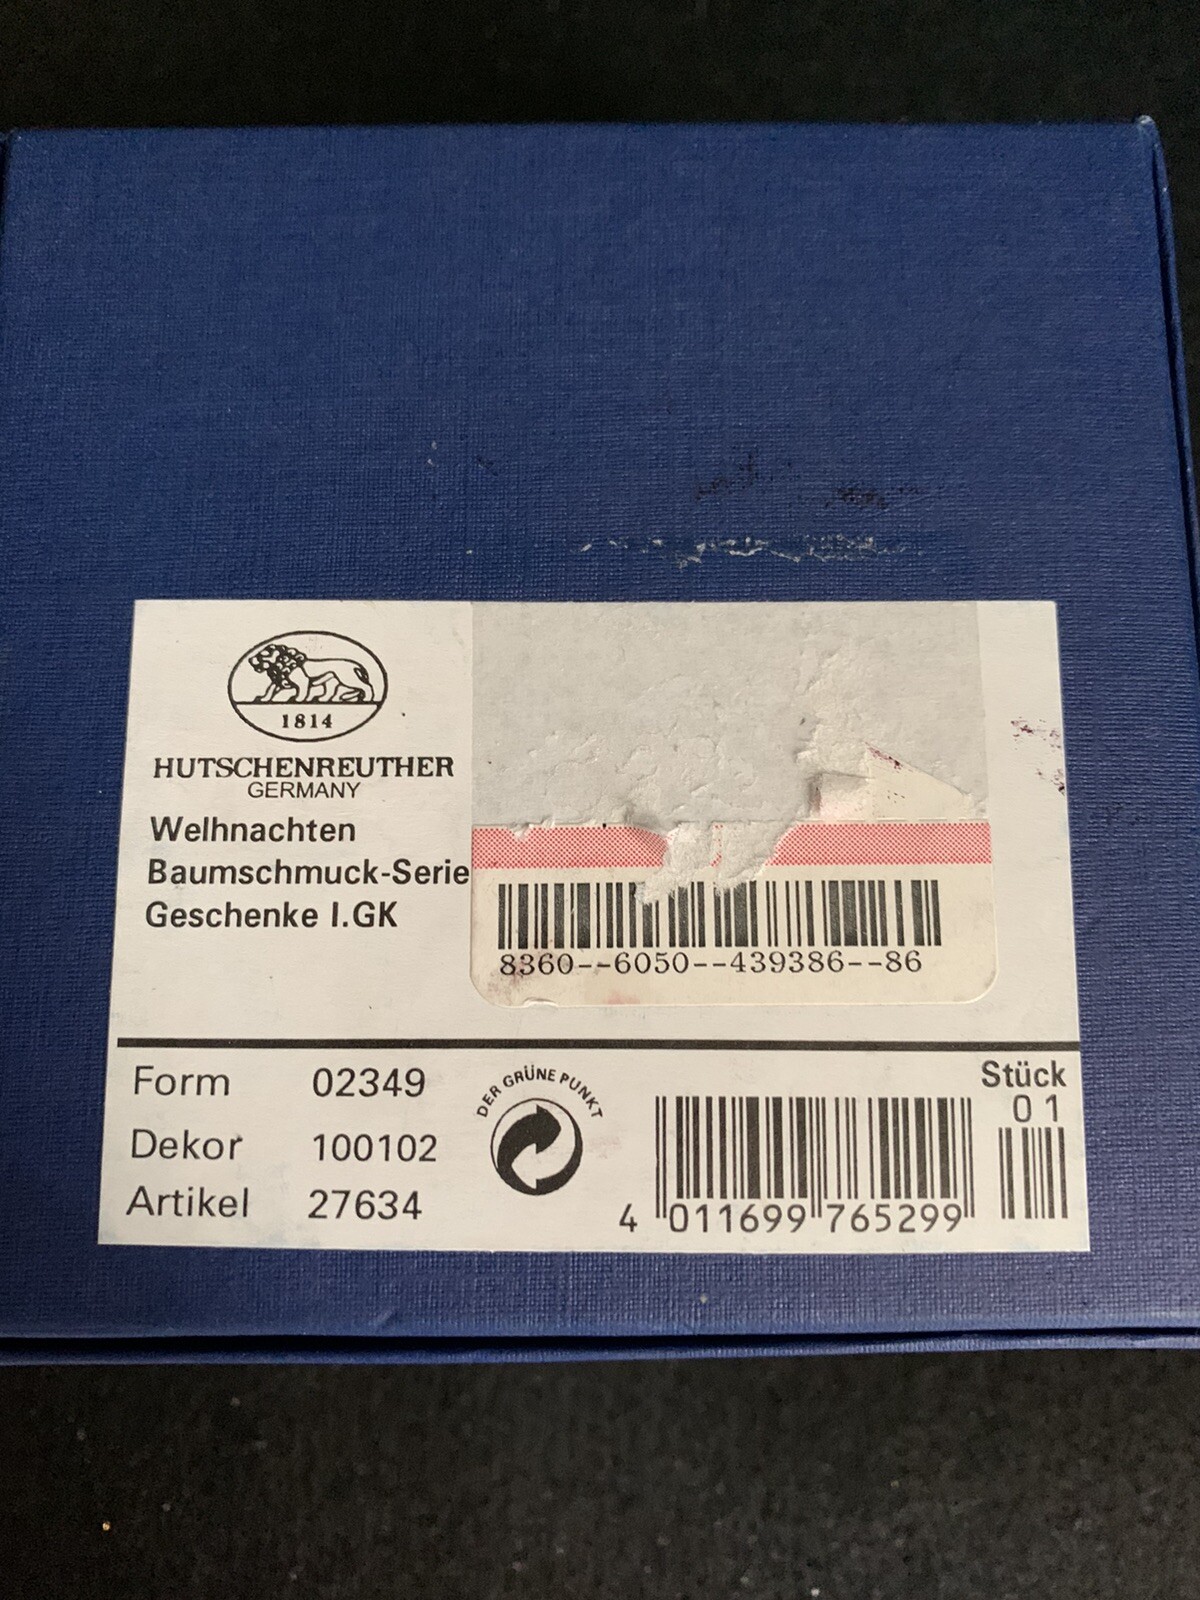 1814
HUTSCHENREUTHER
GERMANY
Weihnachten
Baumschmuck-Serie
Geschenke I.GK
8360--6050--439386--86
Form 02349
Dekor 100102
Artikel 27634
DER GRÜNE PUNKT
Stück
01
4 011699 765299